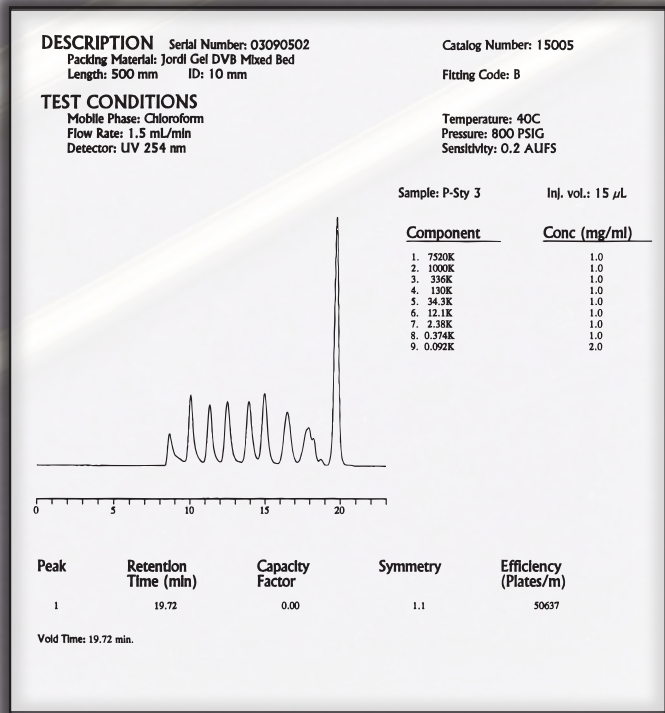 DESCRIPTION Serial Number: 03090502 Catalog Number: 15005
Packing Material: Jordi Gel DVB Mixed Bed
Length: 500 mm ID: 10 mm Fitting Code: B
TEST CONDITIONS
Mobile Phase: Chloroform Temperature: 40C
Flow Rate: 1.5 mL/min Pressure: 800 PSIG
Detector: UV 254 nm Sensitivity: 0.2 AUFS
Sample: P-Sty 3 Inj. vol.: 15 µL
Component Conc (mg/ml)
1. 7520K 1.0
2. 1000K 1.0
3. 336K 1.0
4. 130K 1.0
5. 34.3K 1.0
6. 12.1K 1.0
7. 2.38K 1.0
8. 0.374K 1.0
9. 0.092K 2.0
0 5 10 15 20
Peak Retention Time (min) Capacity Factor Symmetry Efficiency (Plates/m)
1 19.72 0.00 1.1 50637
Void Time: 19.72 min.